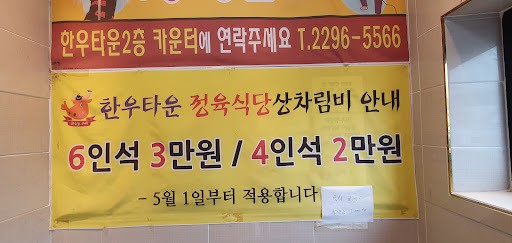 한우타운2층 카운터에 연락주세요 T.2296-5566
한우타운 정육식당상차림비 안내
6인석 3만원 / 4인석 2만원
- 5월 1일부터 적용합니다